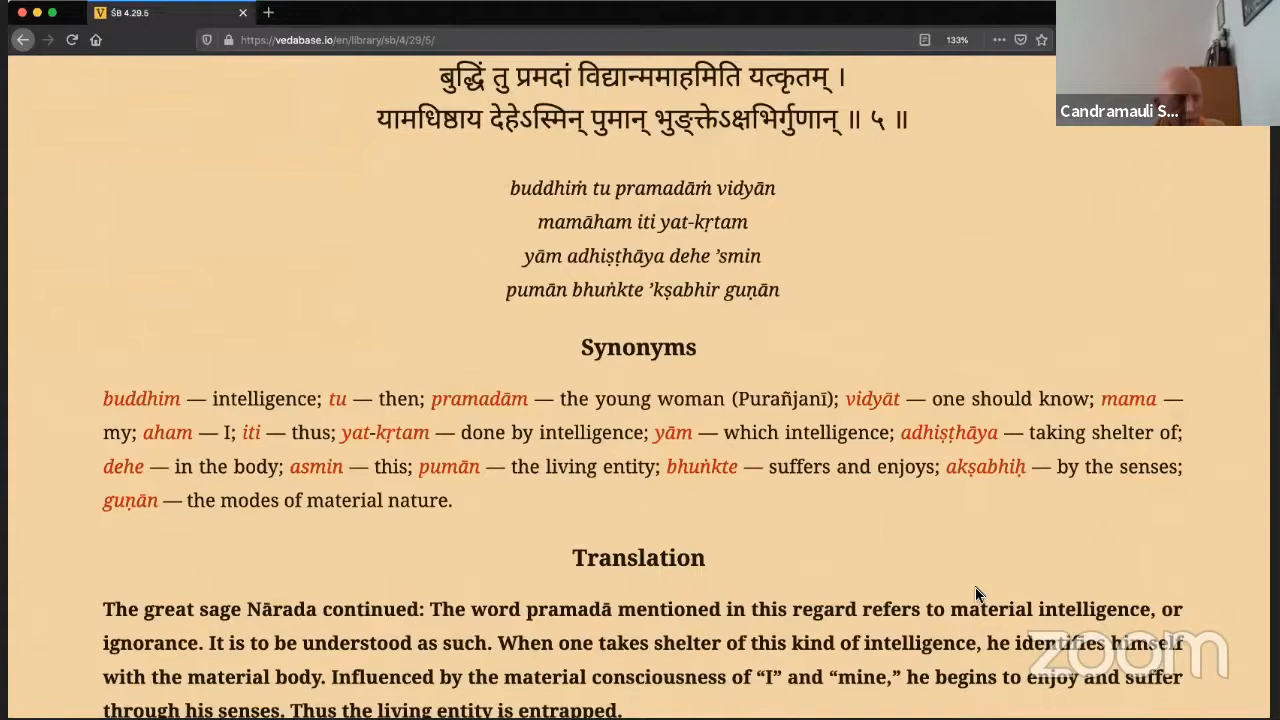 ŚB 4.29.5
https://vedabase.io/en/library/sb/4/29/5/
133%
Candramauli S...
बुद्धिं तु प्रमदां विद्यान्ममाहमिति यत्कृतम् ।
यामधिष्ठाय देहेऽस्मिन् पुमान् भुङ्क्तेऽक्षभिर्गुणान् ॥ ५ ॥
buddhiṁ tu pramadāṁ vidyān
mamāham iti yat-kṛtam
yām adhiṣṭhāya dehe ’smin
pumān bhuṅkte ’kṣabhir guṇān
Synonyms
buddhim — intelligence; tu — then; pramadām — the young woman (Purañjanī); vidyāt — one should know; mama —
my; aham — I; iti — thus; yat-kṛtam — done by intelligence; yām — which intelligence; adhiṣṭhāya — taking shelter of;
dehe — in the body; asmin — this; pumān — the living entity; bhuṅkte — suffers and enjoys; akṣabhiḥ — by the senses;
guṇān — the modes of material nature.
Translation
The great sage Nārada continued: The word pramadā mentioned in this regard refers to material intelligence, or
ignorance. It is to be understood as such. When one takes shelter of this kind of intelligence, he identifies himself
with the material body. Influenced by the material consciousness of “I” and “mine,” he begins to enjoy and suffer
through his senses. Thus the living entity is entrapped.
zoom